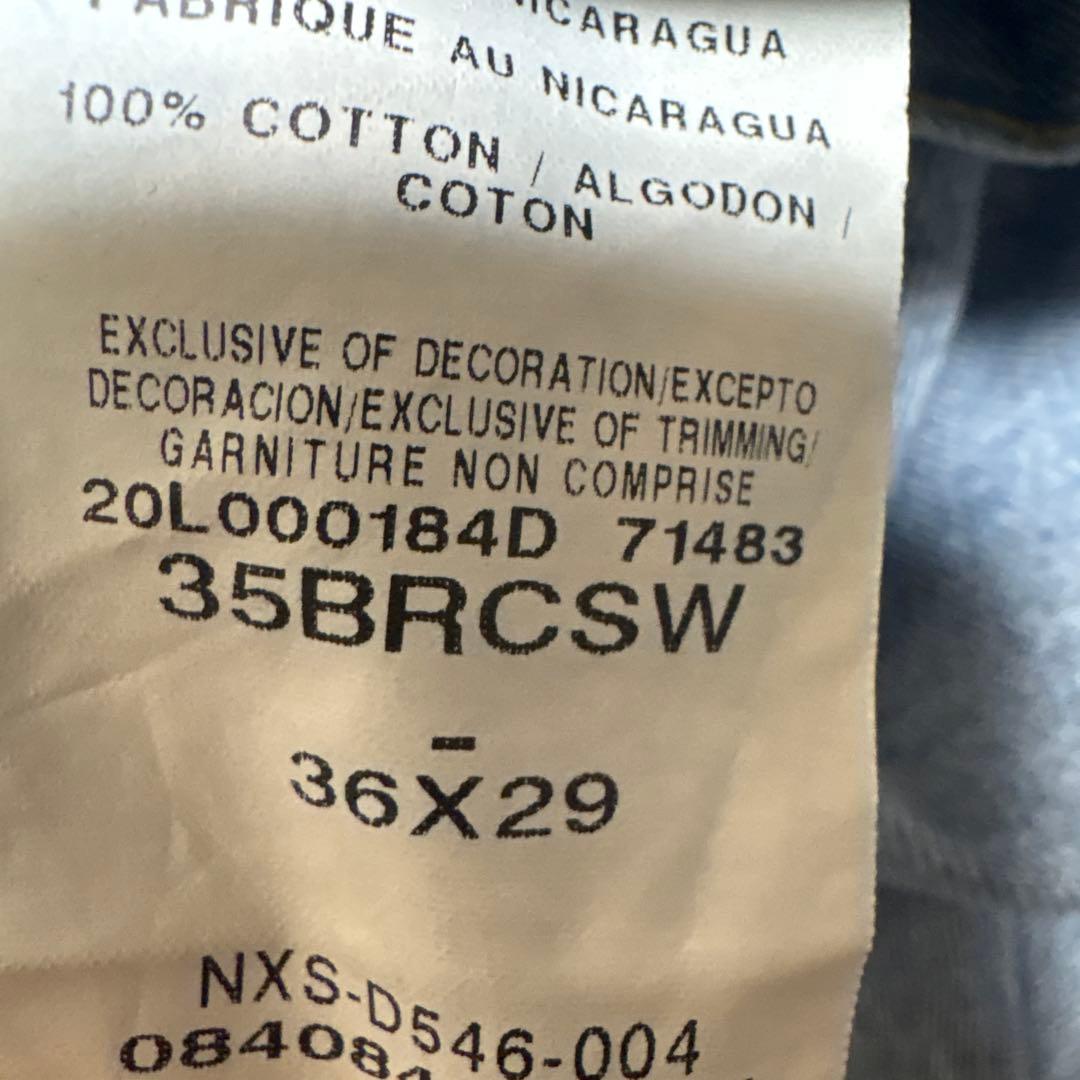 NICARAGUA
FABRIQUE AU NICARAGUA
100% COTTON / ALGODON /
COTON
EXCLUSIVE OF DECORATION/EXCEPTO
DECORACION/EXCLUSIVE OF TRIMMING/
GARNITURE NON COMPRISE
20L000184D 71483
35BRCSW
-
36X29
NXS-D546-004